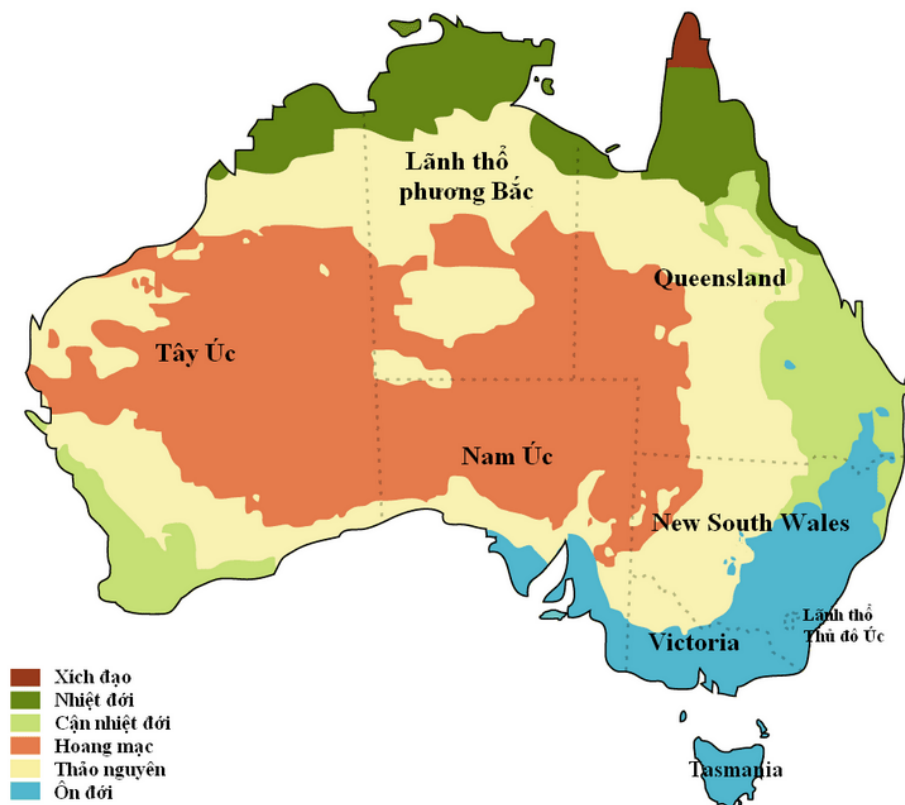 Lãnh thổ
phương Bắc
Queensland
Tây Úc
Nam Úc
New South Wales
Lãnh thổ
Thủ đô Úc
Victoria
Tasmania
Xích đạo
Nhiệt đới
Cận nhiệt đới
Hoang mạc
Thảo nguyên
Ôn đới